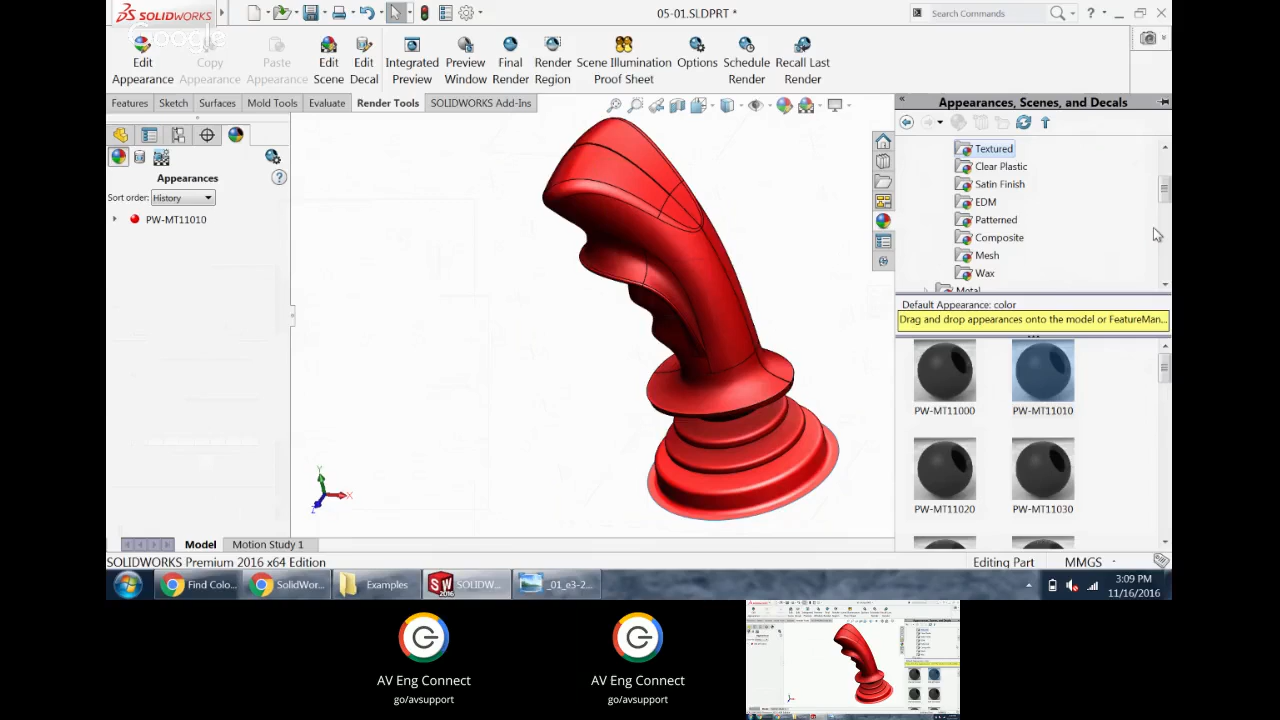 SOLIDWORKS
Google
05-01.SLDPRT *
Search Commands
?
Edit Appearance
Copy Appearance
Paste Appearance
Edit Scene
Edit Decal
Integrated Preview
Preview Window
Final Render
Render Region
Scene Illumination Proof Sheet
Options
Schedule Render
Recall Last Render
Features
Sketch
Surfaces
Mold Tools
Evaluate
Render Tools
SOLIDWORKS Add-Ins
Appearances, Scenes, and Decals
Appearances
?
Sort order: History
PW-MT11010
Textured
Clear Plastic
Satin Finish
EDM
Patterned
Composite
Mesh
Wax
Metal
Default Appearance: color
Drag and drop appearances onto the model or FeatureMan...
PW-MT11000
PW-MT11010
PW-MT11020
PW-MT11030
Y
X
Z
Model
Motion Study 1
SOLIDWORKS Premium 2016 x64 Edition
Editing Part
MMGS
Find Colo...
SolidWor...
Examples
SW 2016
SOLIDW...
_01_e3-2...
3:09 PM
11/16/2016
AV Eng Connect
go/avsupport
AV Eng Connect
go/avsupport